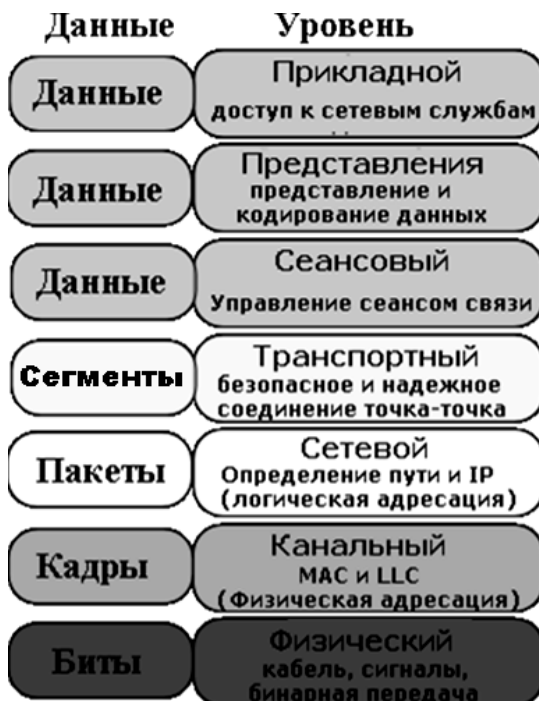 Данные Уровень
Данные
Прикладной
доступ к сетевым службам
Данные
Представления
представление и
кодирование данных
Данные
Сеансовый
Управление сеансом связи
Сегменты
Транспортный
безопасное и надежное
соединение точка-точка
Пакеты
Сетевой
Определение пути и IP
(логическая адресация)
Кадры
Канальный
MAC и LLC
(Физическая адресация)
Биты
Физический
кабель, сигналы,
бинарная передача